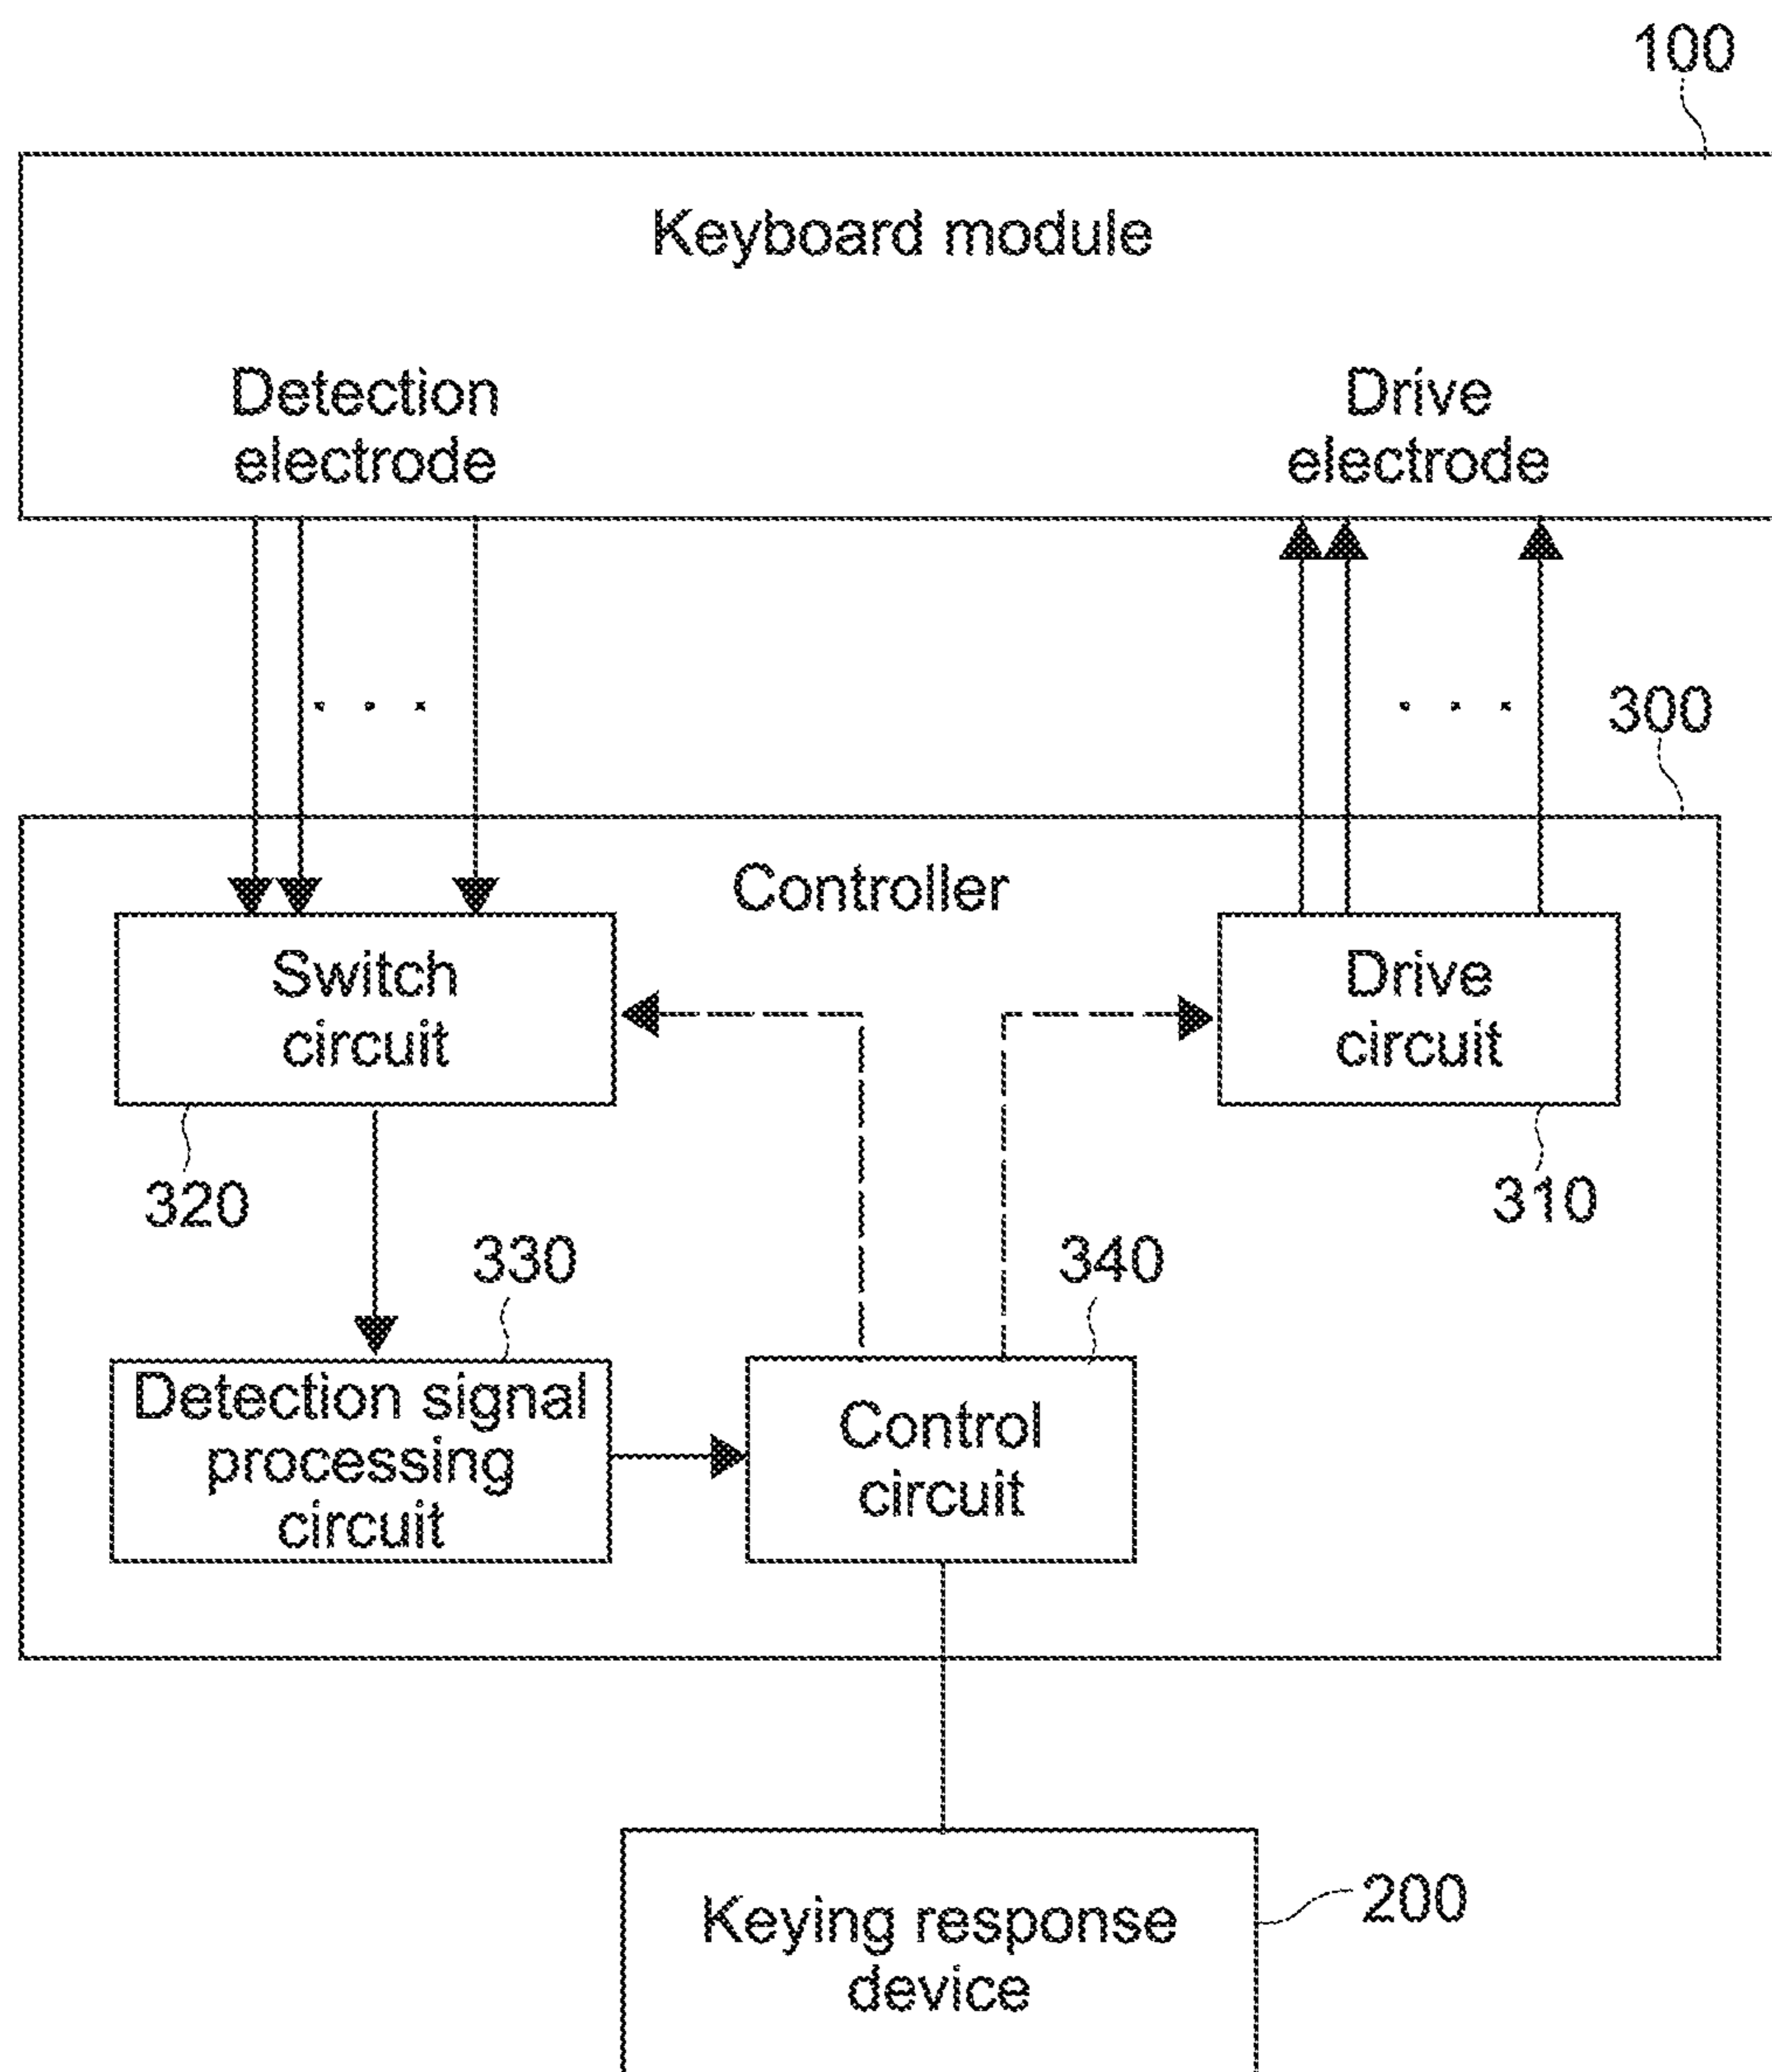 100
Keyboard module
Detection
electrode
Drive
electrode
. . .
. . .
300
Controller
Switch
circuit
Drive
circuit
320
310
330
340
Detection signal
processing
circuit
Control
circuit
Keying response
device
200